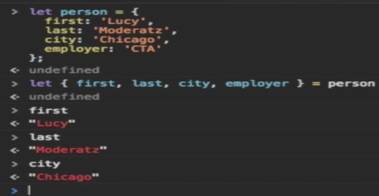 > let person = {
    first: 'Lucy',
    last: 'Moderatz',
    city: 'Chicago',
    employer: 'CTA'
  };
<- undefined
> let { first, last, city, employer } = person
<- undefined
> first
<- "Lucy"
> last
<- "Moderatz"
> city
<- "Chicago"
>